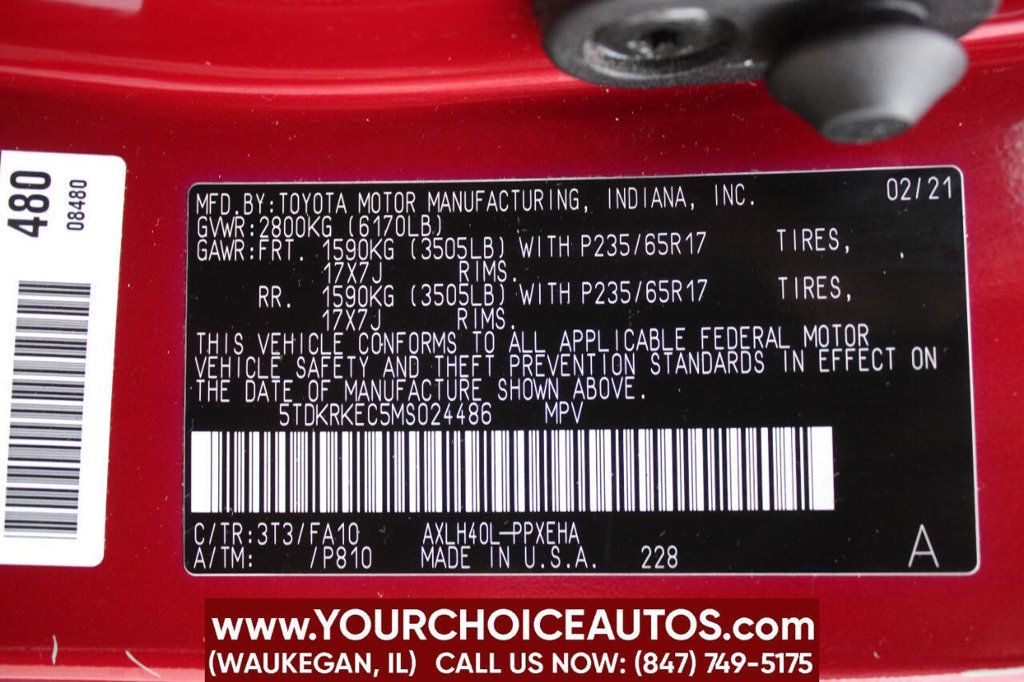 480
08480
MFD.BY:TOYOTA MOTOR MANUFACTURING, INDIANA, INC. 02/21
GVWR:2800KG (6170LB)
GAWR:FRT. 1590KG (3505LB) WITH P235/65R17 TIRES,
17X7J RIMS.
RR. 1590KG (3505LB) WITH P235/65R17 TIRES,
17X7J RIMS.
THIS VEHICLE CONFORMS TO ALL APPLICABLE FEDERAL MOTOR
VEHICLE SAFETY AND THEFT PREVENTION STANDARDS IN EFFECT ON
THE DATE OF MANUFACTURE SHOWN ABOVE.
5TDKRKEC5MS024486 MPV
C/TR:3T3/FA10 AXLH40L-PPXEHA
A/TM: /P810 MADE IN U.S.A. 228 A
www.YOURCHOICEAUTOS.com
(WAUKEGAN, IL) CALL US NOW: (847) 749-5175